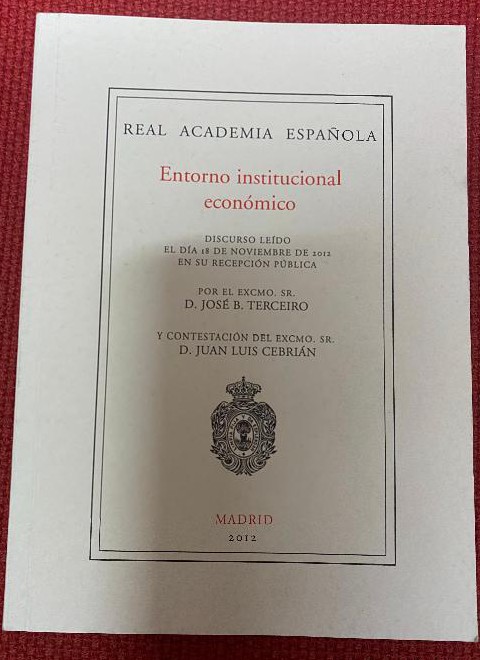 REAL ACADEMIA ESPAÑOLA
Entorno institucional
económico
DISCURSO LEÍDO
EL DÍA 18 DE NOVIEMBRE DE 2012
EN SU RECEPCIÓN PÚBLICA
POR EL EXCMO. SR.
D. JOSÉ B. TERCEIRO
Y CONTESTACIÓN DEL EXCMO. SR.
D. JUAN LUIS CEBRIÁN
MADRID
2012